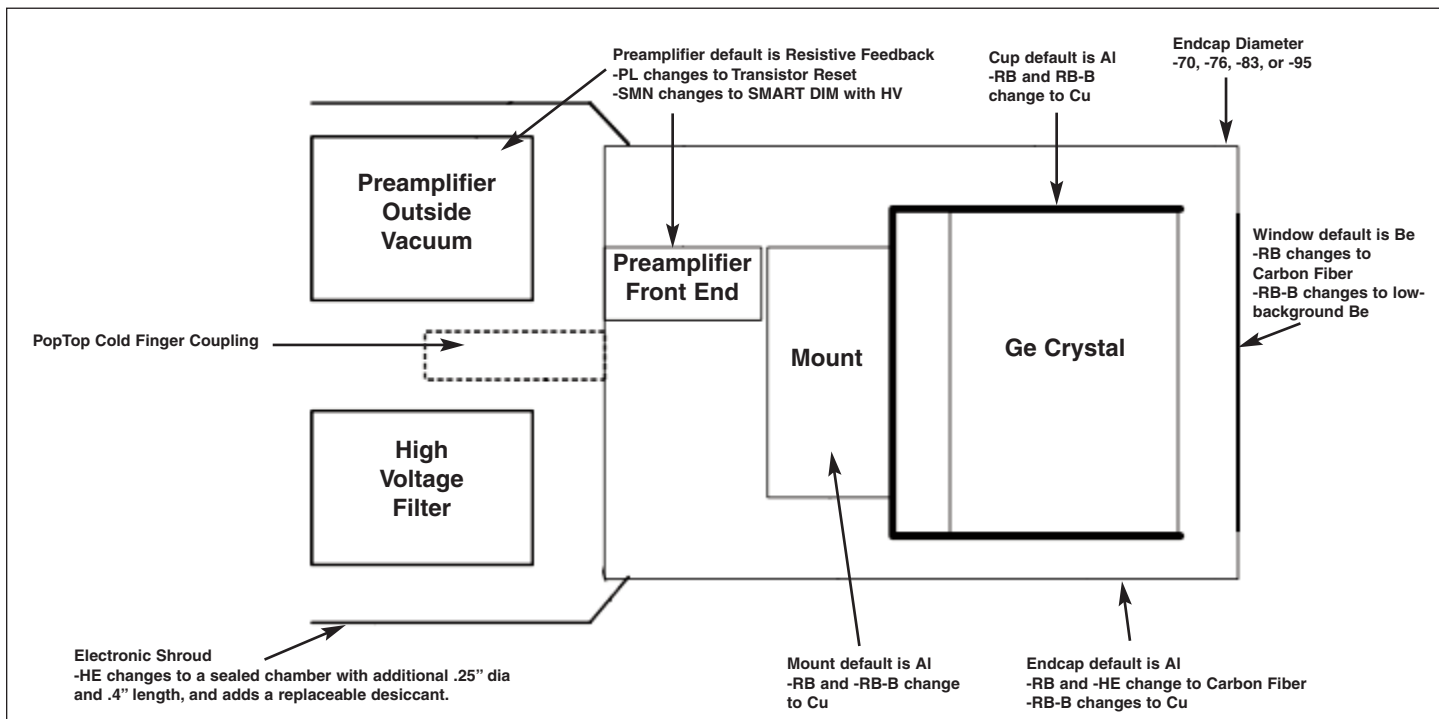 Preamplifier default is Resistive Feedback
-PL changes to Transistor Reset
-SMN changes to SMART DIM with HV
Cup default is Al
-RB and RB-B
change to Cu
Endcap Diameter
-70, -76, -83, or -95
Preamplifier
Outside
Vacuum
Preamplifier
Front End
Window default is Be
-RB changes to
Carbon Fiber
-RB-B changes to low-
background Be
PopTop Cold Finger Coupling
Mount
Ge Crystal
High
Voltage
Filter
Electronic Shroud
-HE changes to a sealed chamber with additional .25” dia
and .4” length, and adds a replaceable desiccant.
Mount default is Al
-RB and -RB-B change
to Cu
Endcap default is Al
-RB and -HE change to Carbon Fiber
-RB-B changes to Cu